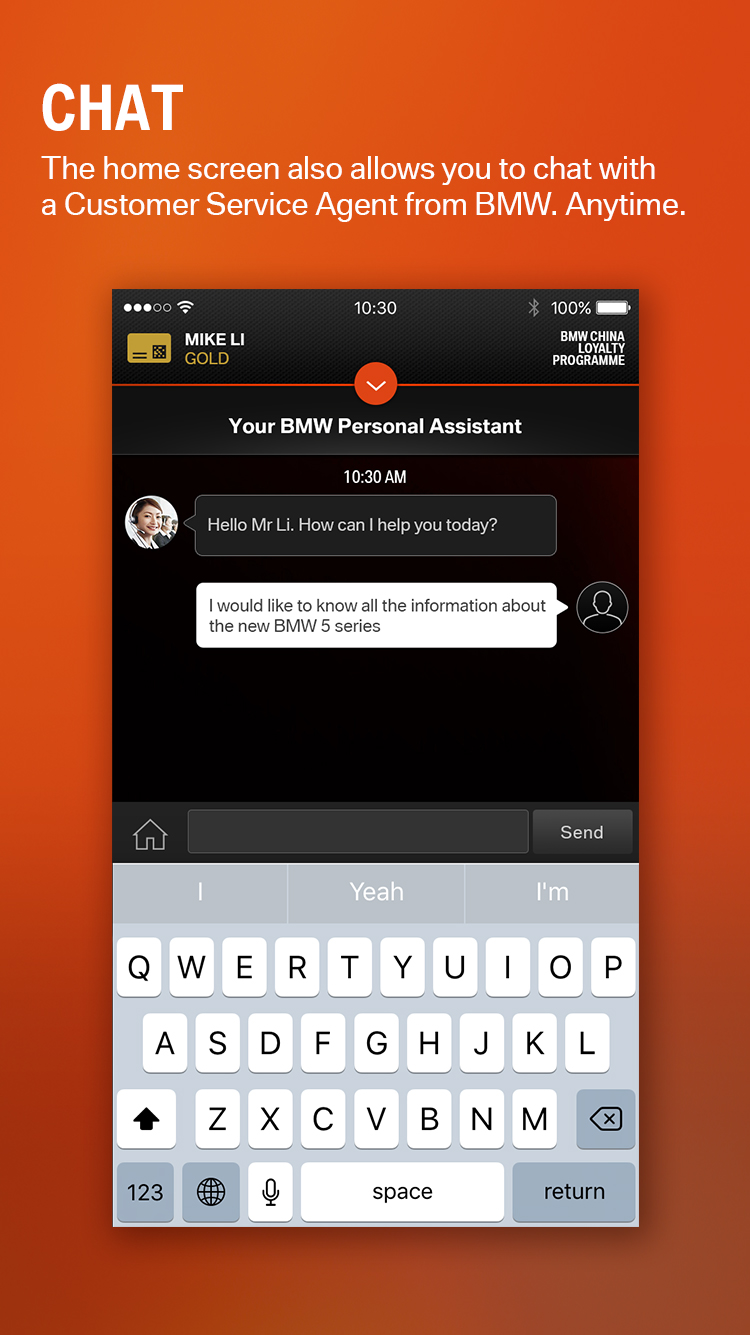 CHAT
The home screen also allows you to chat with
a Customer Service Agent from BMW. Anytime.
10:30
100%
MIKE LI
GOLD
BMW CHINA
LOYALTY
PROGRAMME
Your BMW Personal Assistant
10:30 AM
Hello Mr Li. How can I help you today?
I would like to know all the information about
the new BMW 5 series
Send
I Yeah I'm
Q W E R T Y U I O P
A S D F G H J K L
Z X C V B N M
123 space return